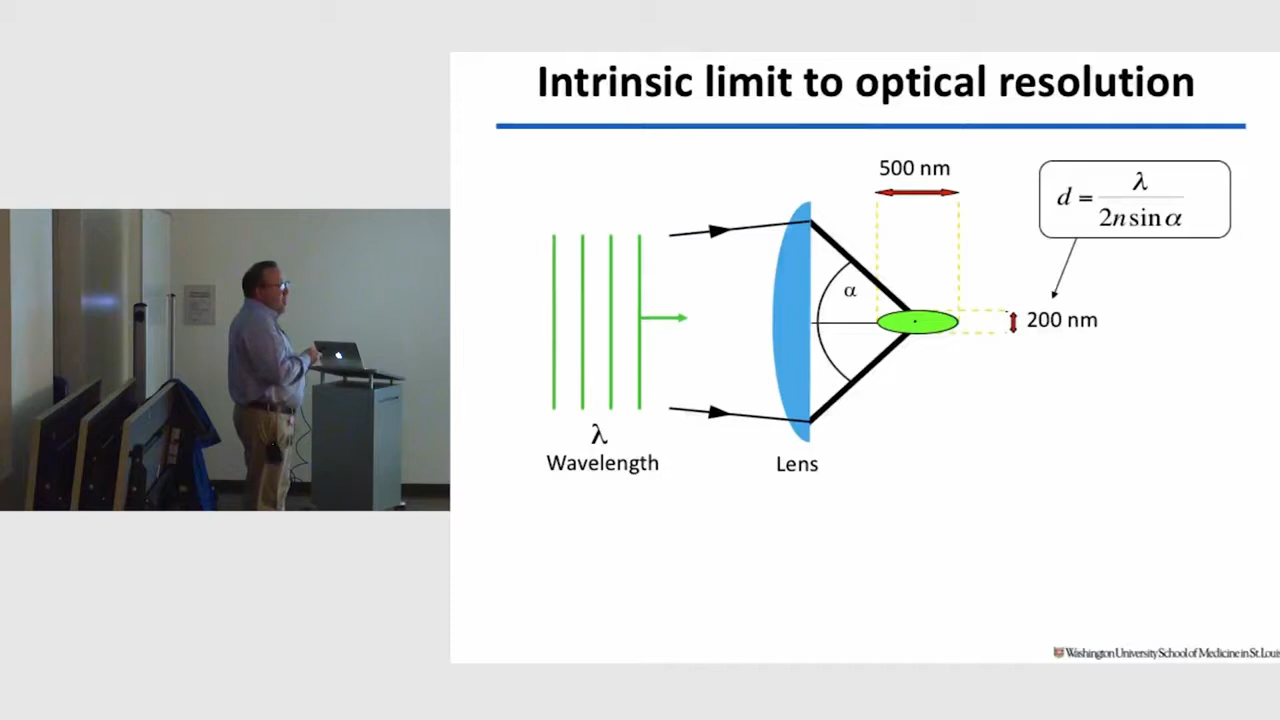 Intrinsic limit to optical resolution
500 nm
d = λ / 2n sin α
α
200 nm
λ
Wavelength
Lens
Washington University School of Medicine in St. Louis